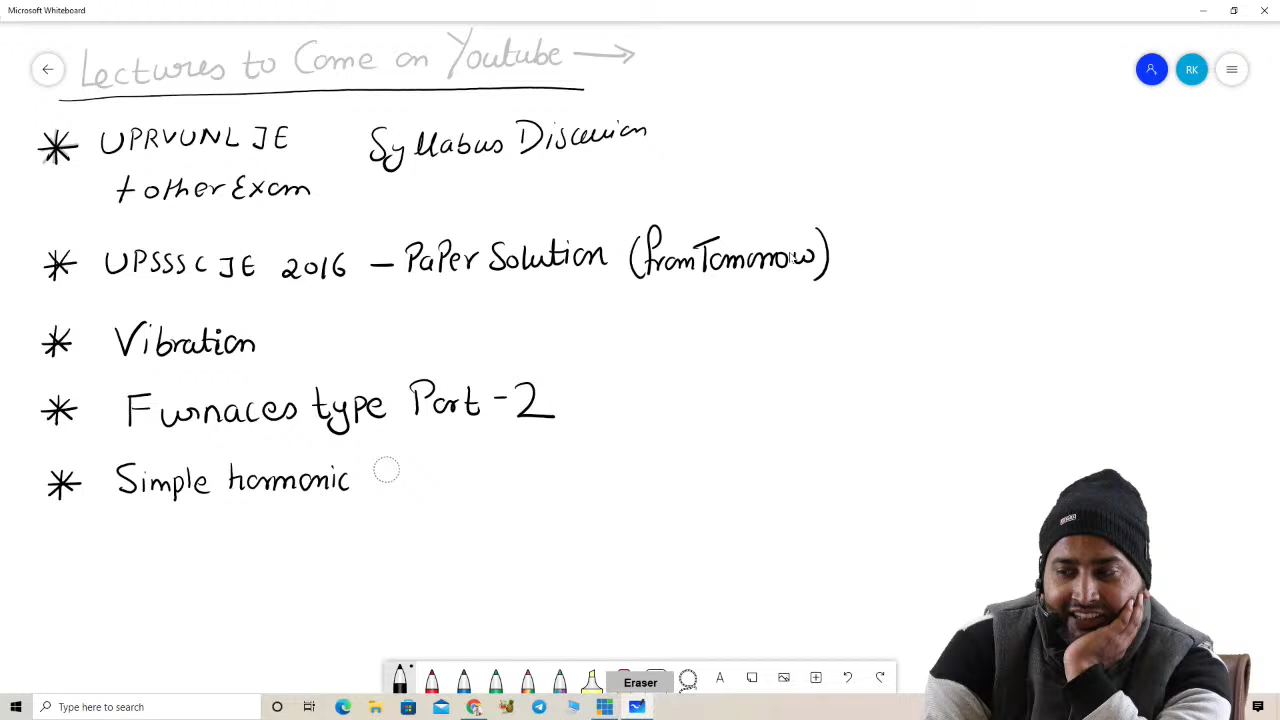 Microsoft Whiteboard
Lectures to Come on Youtube →
RK
* UPRVUNL JE Syllabus Discussion
+ other Exam
* UPSSSC JE 2016 - Paper Solution (from Tomorrow)
* Vibration
* Furnaces type Part - 2
* Simple harmonic
A
Eraser
Type here to search